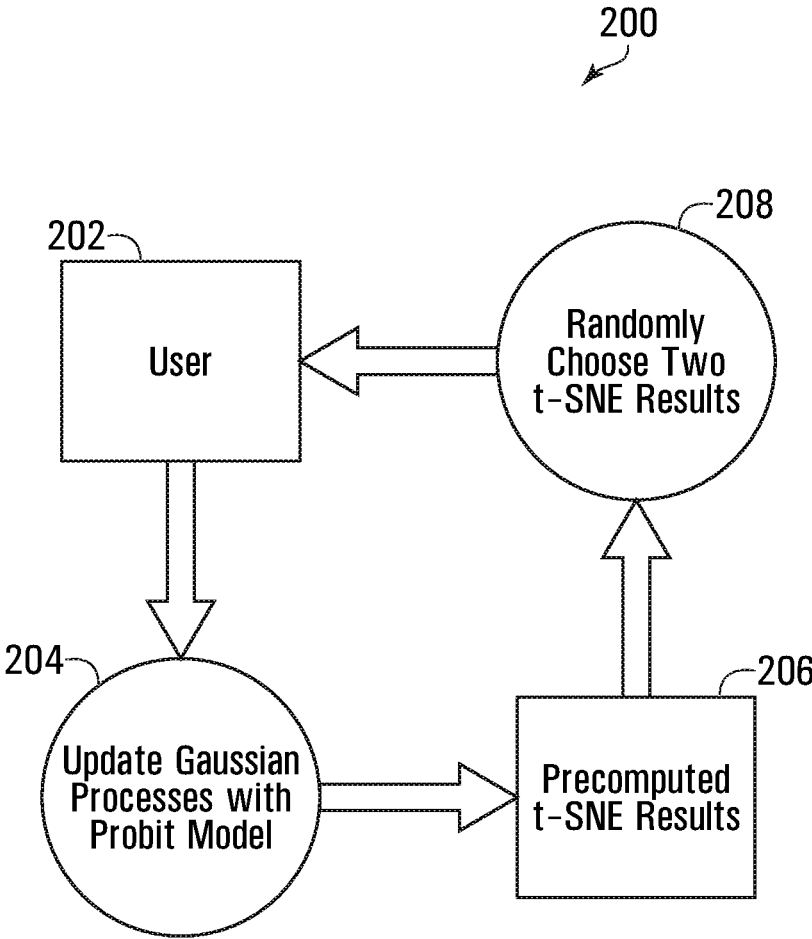 200
208
202
Randomly
Choose Two
t-SNE Results
User
204
206
Update Gaussian
Processes with
Probit Model
Precomputed
t-SNE Results